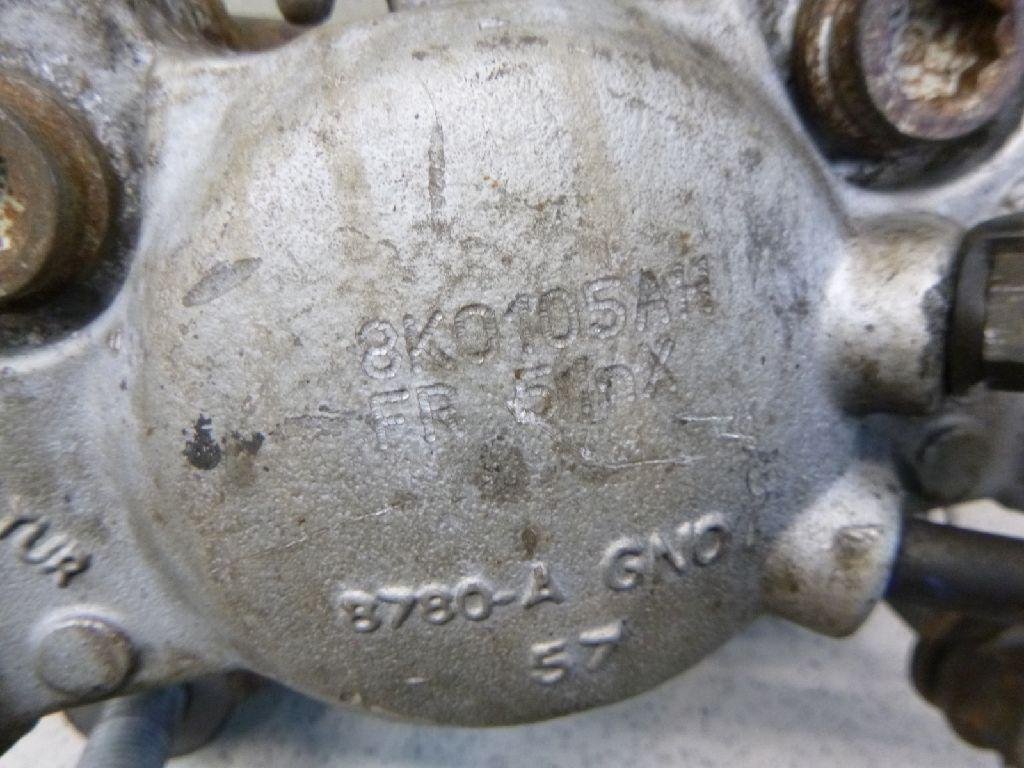 8K0105AH
FR 51nX
TUR
8780-A GNO
57